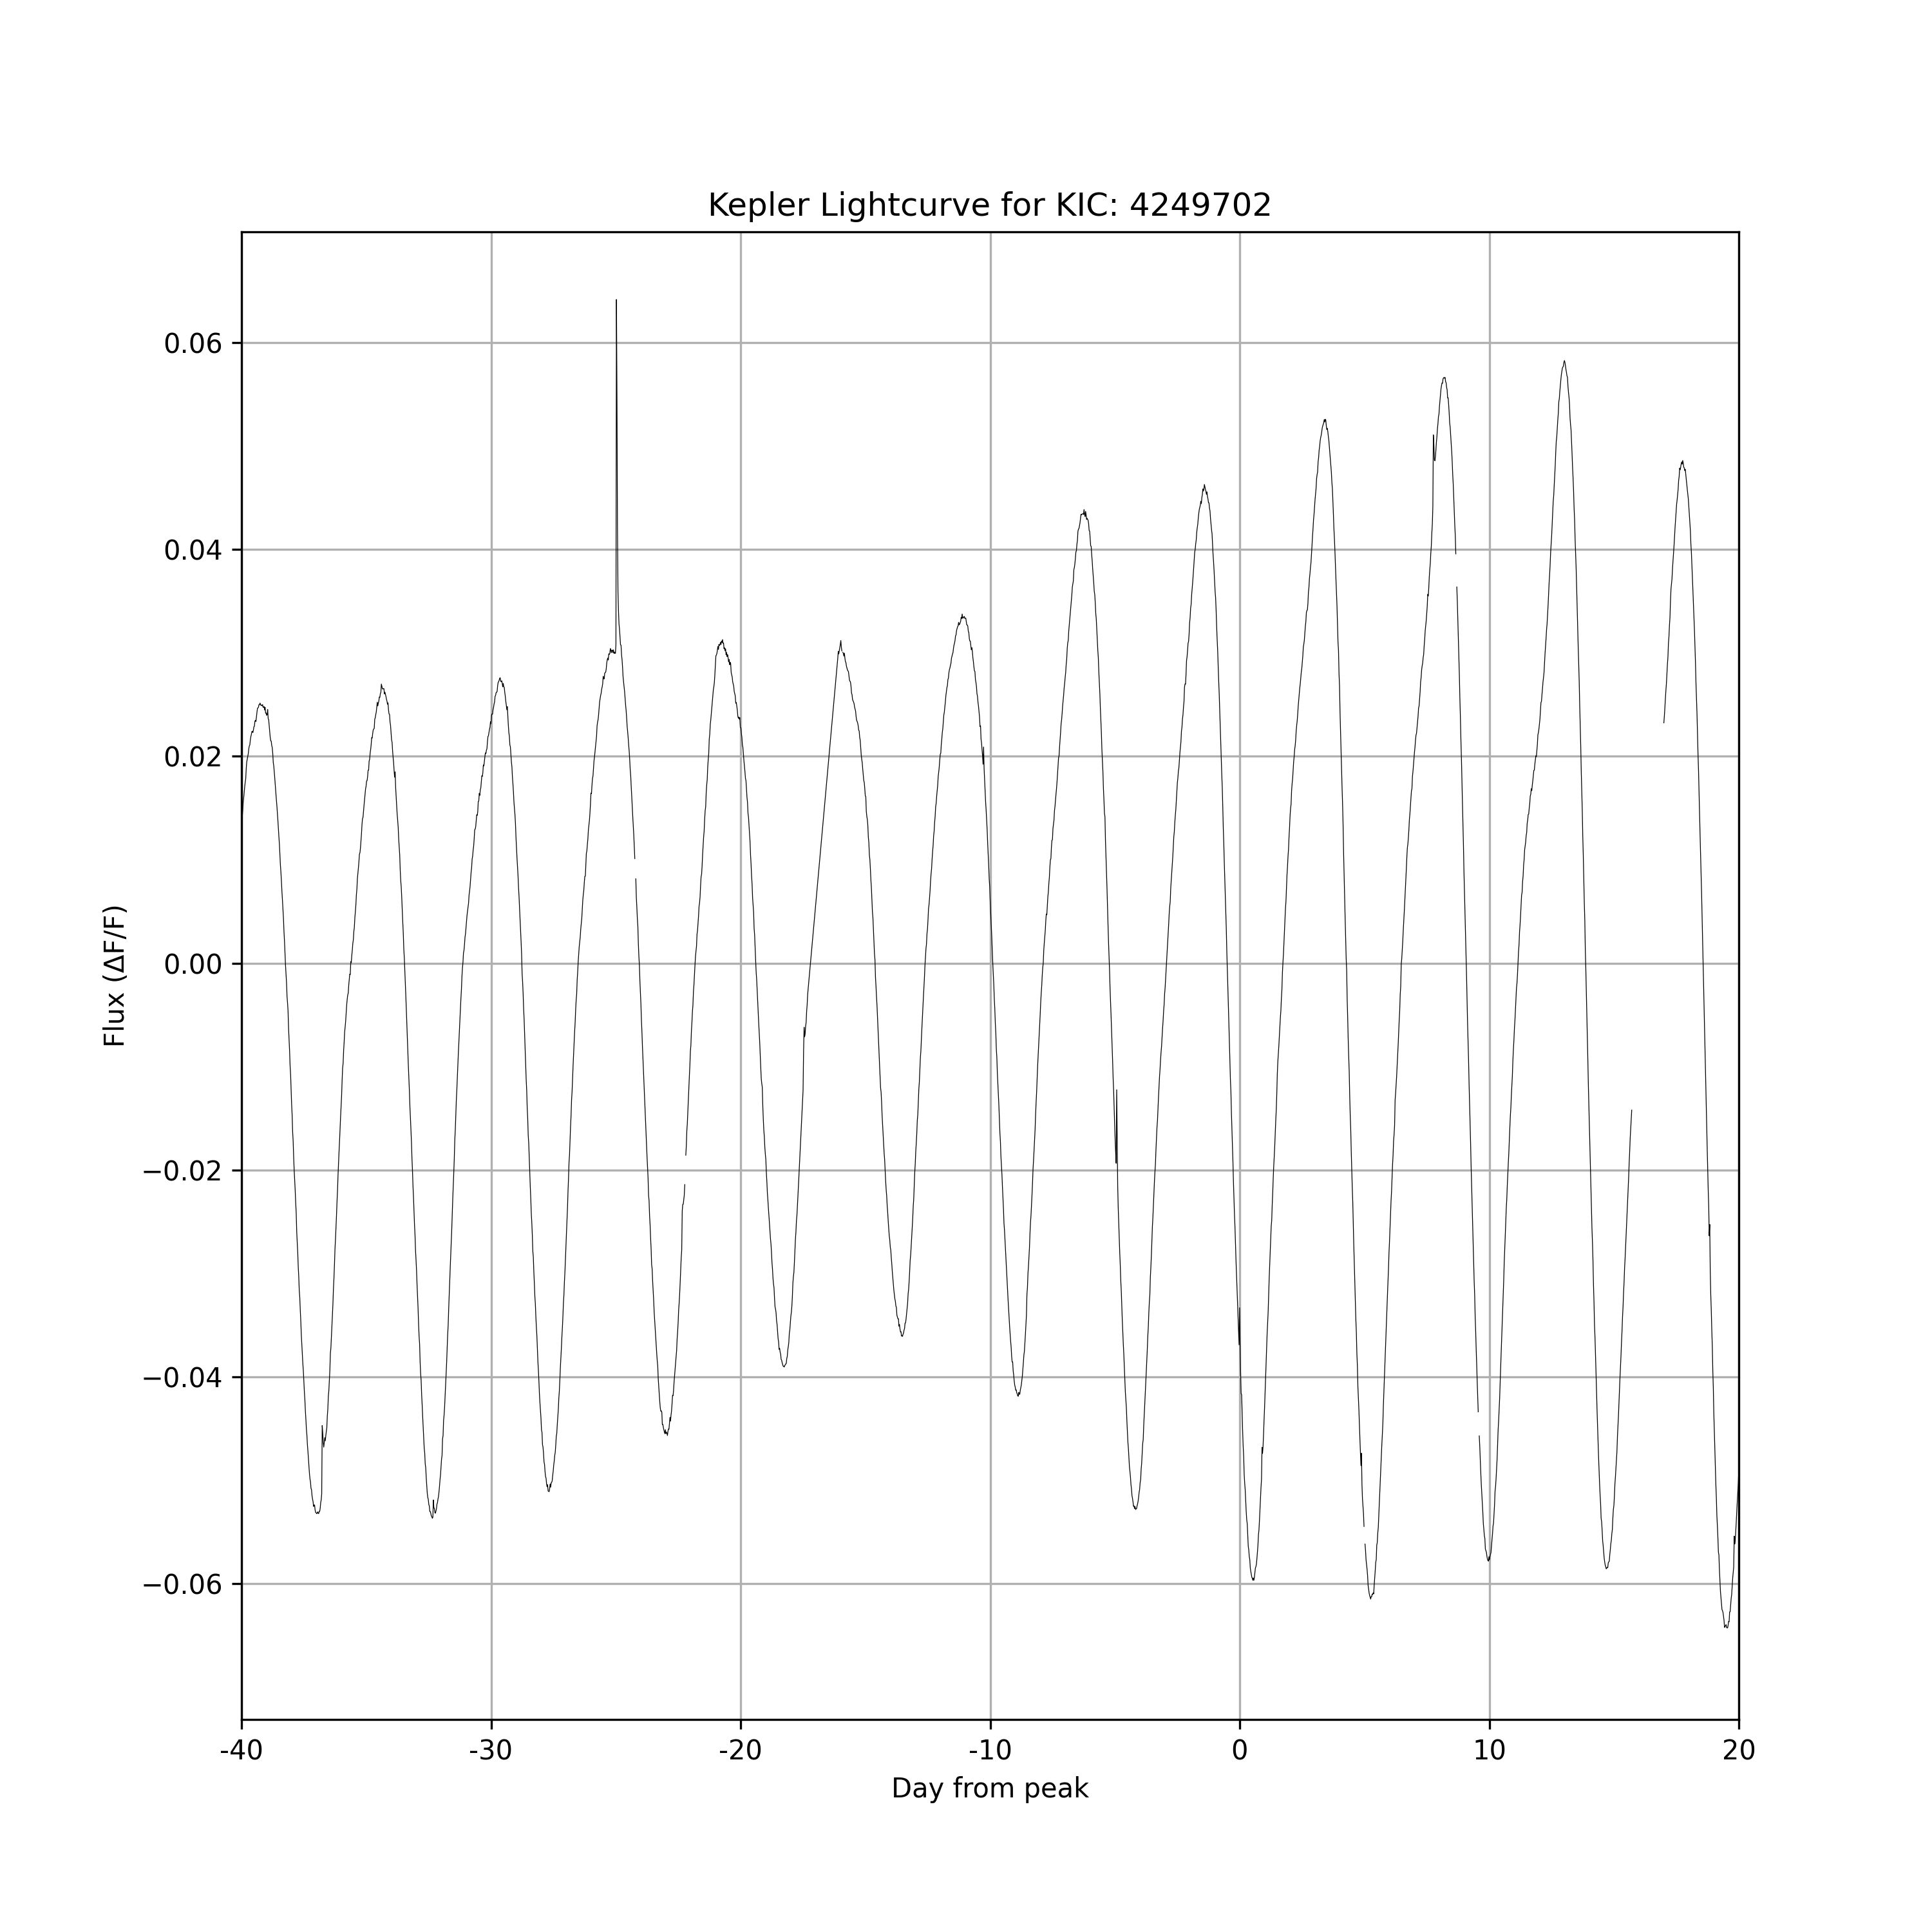 Kepler Lightcurve for KIC: 4249702
Flux (ΔF/F)
0.06
0.04
0.02
0.00
−0.02
−0.04
−0.06
-40 -30 -20 -10 0 10 20
Day from peak